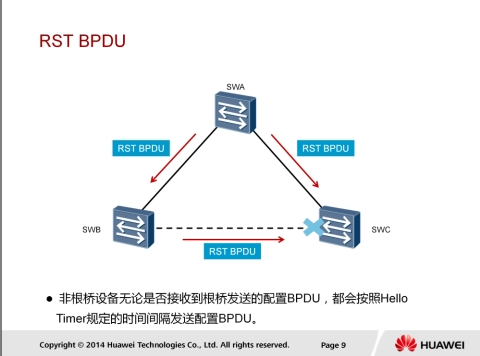 RST BPDU
SWA
RST BPDU
RST BPDU
SWB
SWC
RST BPDU
● 非根桥设备无论是否接收到根桥发送的配置BPDU，都会按照Hello
Timer规定的时间间隔发送配置BPDU。
Copyright © 2014 Huawei Technologies Co., Ltd. All rights reserved.
Page 9
HUAWEI